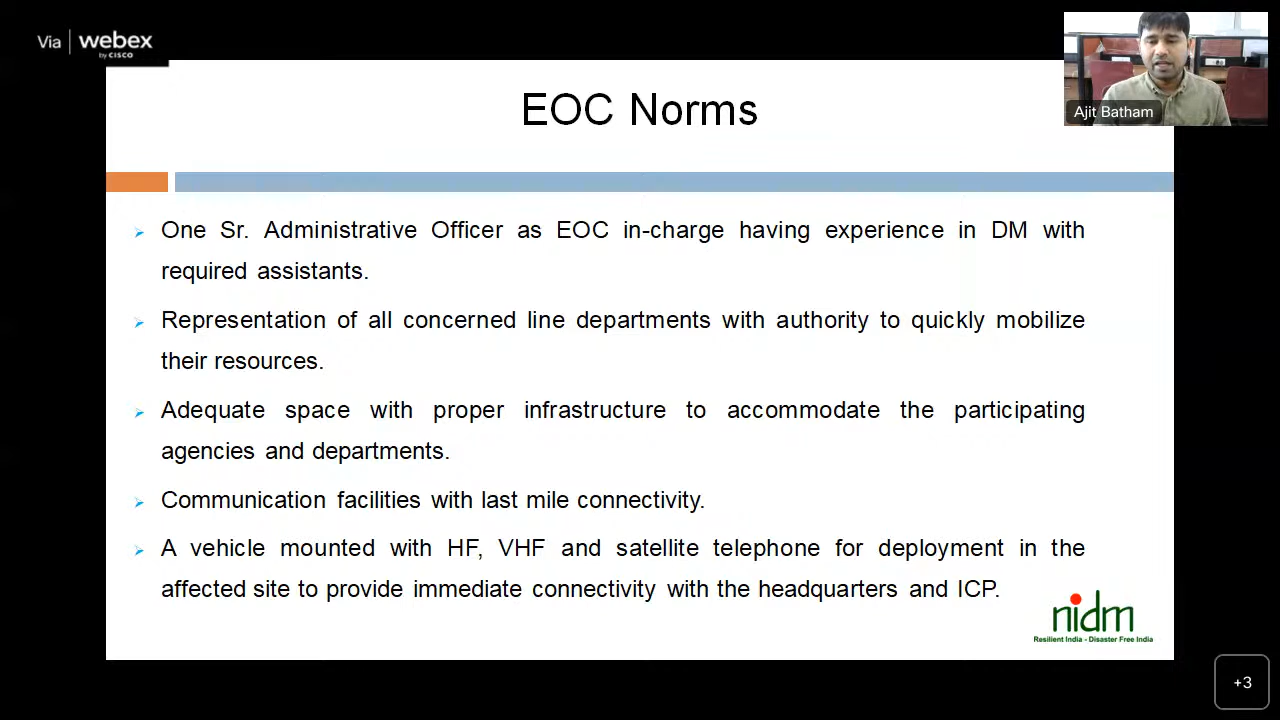 Via webex
by CISCO
Ajit Batham
EOC Norms
One Sr. Administrative Officer as EOC in-charge having experience in DM with
required assistants.
Representation of all concerned line departments with authority to quickly mobilize
their resources.
Adequate space with proper infrastructure to accommodate the participating
agencies and departments.
Communication facilities with last mile connectivity.
A vehicle mounted with HF, VHF and satellite telephone for deployment in the
affected site to provide immediate connectivity with the headquarters and ICP.
nidm
Resilient India - Disaster Free India
+3